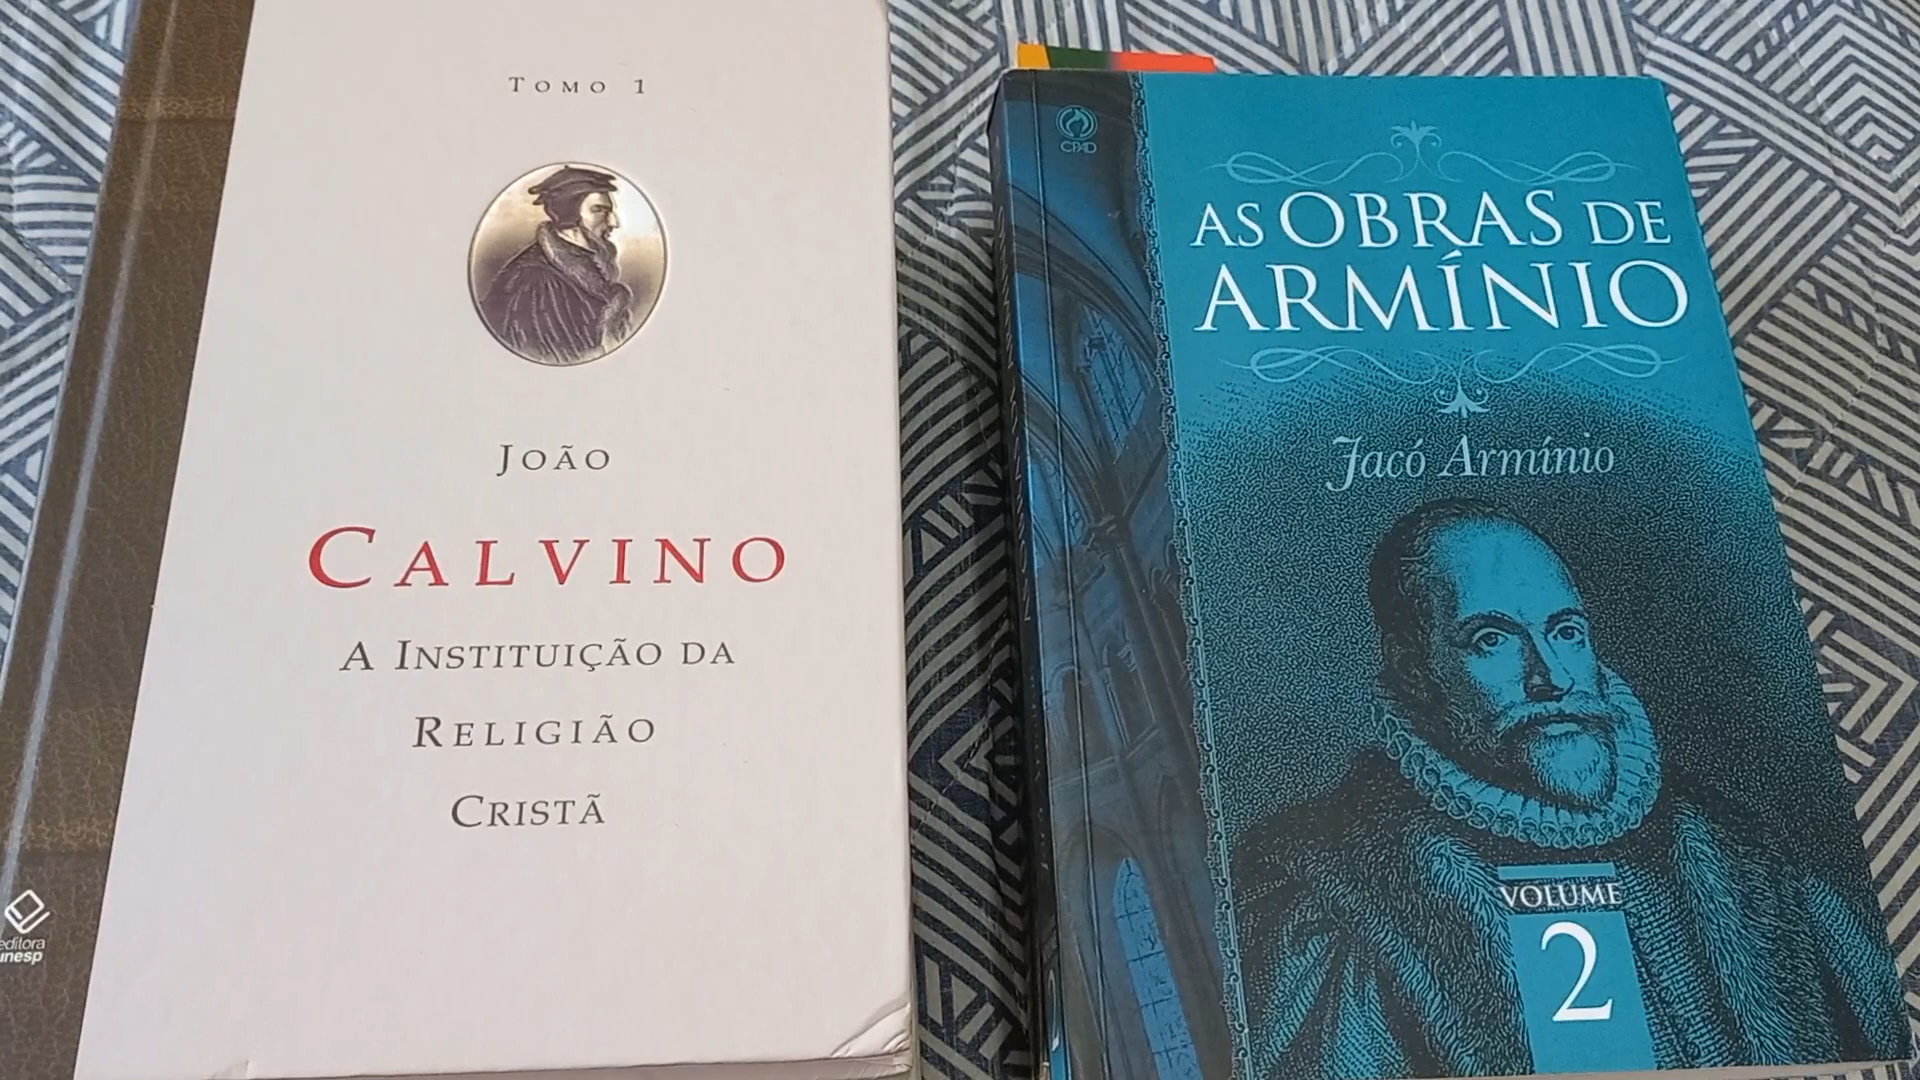 TOMO 1
JOÃO
CALVINO
A INSTITUIÇÃO DA
RELIGIÃO
CRISTÃ
editora
unesp
CPAD
AS OBRAS DE
ARMÍNIO
Jacó Armínio
VOLUME
2